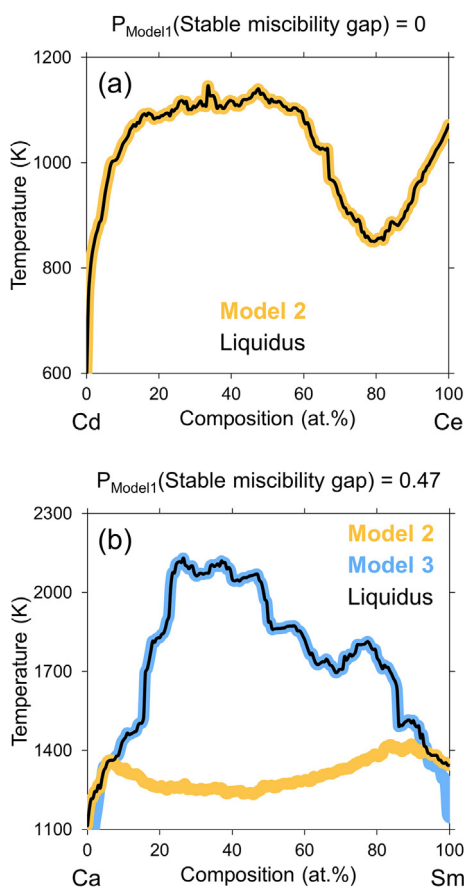 P_Model1(Stable miscibility gap) = 0
(a)
1200
1000
800
600
Temperature (K)
Model 2
Liquidus
0 20 40 60 80 100
Cd Composition (at.%) Ce
P_Model1(Stable miscibility gap) = 0.47
(b)
Model 2
Model 3
Liquidus
2300
2000
1700
1400
1100
Temperature (K)
0 20 40 60 80 100
Ca Composition (at.%) Sm